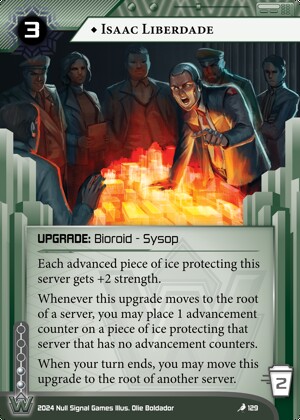 3
♦ Isaac Liberdade
UPGRADE: Bioroid - Sysop
Each advanced piece of ice protecting this
server gets +2 strength.
Whenever this upgrade moves to the root
of a server, you may place 1 advancement
counter on a piece of ice protecting that
server that has no advancement counters.
When your turn ends, you may move this
upgrade to the root of another server.
2
2024 Null Signal Games Illus. Olie Boldador
129